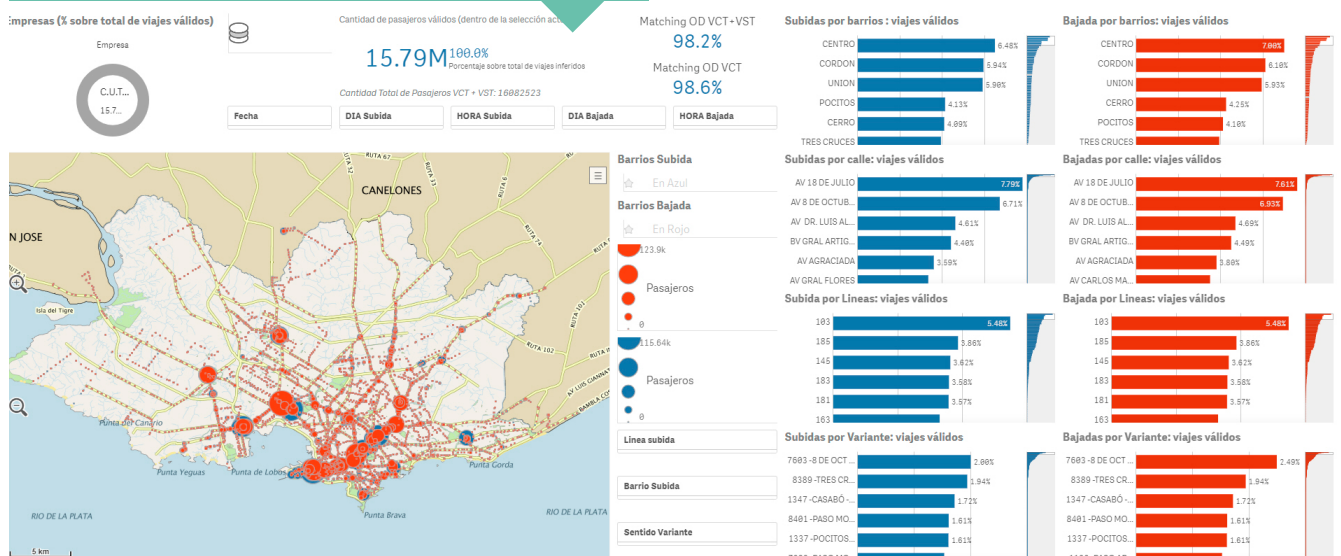 Empresas (% sobre total de viajes válidos)
Empresa
C.U.T...
15.7...
Cantidad de pasajeros válidos (dentro de la selección
15.79M
100.0%
Porcentaje sobre total de viajes inferidos
Cantidad Total de Pasajeros VCT + VST: 16082523
Matching OD VCT+VST
98.2%
Matching OD VCT
98.6%
Fecha
DIA Subida
HORA Subida
DIA Bajada
HORA Bajada
RUTA 67
RUTA 32
RUTA 33
RUTA 6
CANELONES
N JOSE
RUTA 74
RUTA 101
RUTA 102
Isla del Tigre
AV LUIS GIANNA
RAMBLA COS
Punta del Canario
Punta Yeguas
Punta de Lobos
Punta Gorda
Punta Brava
RIO DE LA PLATA
RIO DE LA PLATA
5 km
Barrios Subida
En Azul
Barrios Bajada
En Rojo
123.9k
Pasajeros
0
115.64k
Pasajeros
0
Linea subida
Barrio Subida
Sentido Variante
Subidas por barrios : viajes válidos
CENTRO 6.48%
CORDON 5.94%
UNION 5.90%
POCITOS 4.13%
CERRO 4.09%
TRES CRUCES
Bajada por barrios: viajes válidos
CENTRO 7.00%
CORDON 6.10%
UNION 5.93%
CERRO 4.25%
POCITOS 4.10%
TRES CRUCES
Subidas por calle: viajes válidos
AV 18 DE JULIO 7.79%
AV 8 DE OCTUB... 6.71%
AV DR. LUIS AL... 4.61%
BV GRAL ARTIG... 4.40%
AV AGRACIADA 3.59%
AV GRAL FLORES
Bajadas por calle: viajes válidos
AV 18 DE JULIO 7.61%
AV 8 DE OCTUB... 6.93%
AV DR. LUIS AL... 4.69%
BV GRAL ARTIG... 4.49%
AV AGRACIADA 3.80%
AV CARLOS MA...
Subida por Lineas: viajes válidos
103 5.48%
185 3.86%
145 3.62%
183 3.58%
181 3.57%
163
Bajada por Lineas: viajes válidos
103 5.48%
185 3.86%
145 3.62%
183 3.58%
181 3.57%
163
Subidas por Variante: viajes válidos
7603 -8 DE OCT ... 2.00%
8389 -TRES CR... 1.94%
1347 -CASABÓ -... 1.72%
8401 -PASO MO... 1.61%
1337 -POCITOS... 1.61%
Bajadas por Variante: viajes válidos
7603 -8 DE OCT ... 2.49%
8389 -TRES CR... 1.94%
1347 -CASABÓ -... 1.72%
8401 -PASO MO... 1.61%
1337 -POCITOS... 1.61%